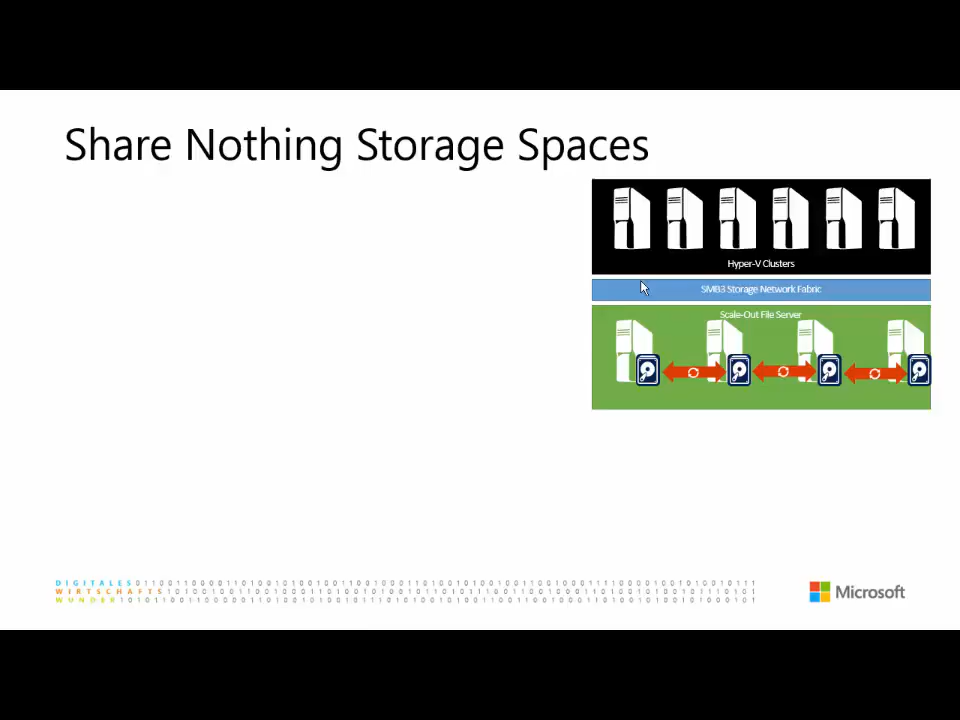 Share Nothing Storage Spaces
Hyper-V Clusters
SMB3 Storage Network Fabric
Scale-Out File Server
DIGITALES
WIRTSCHAFTS
WUNDER
Microsoft